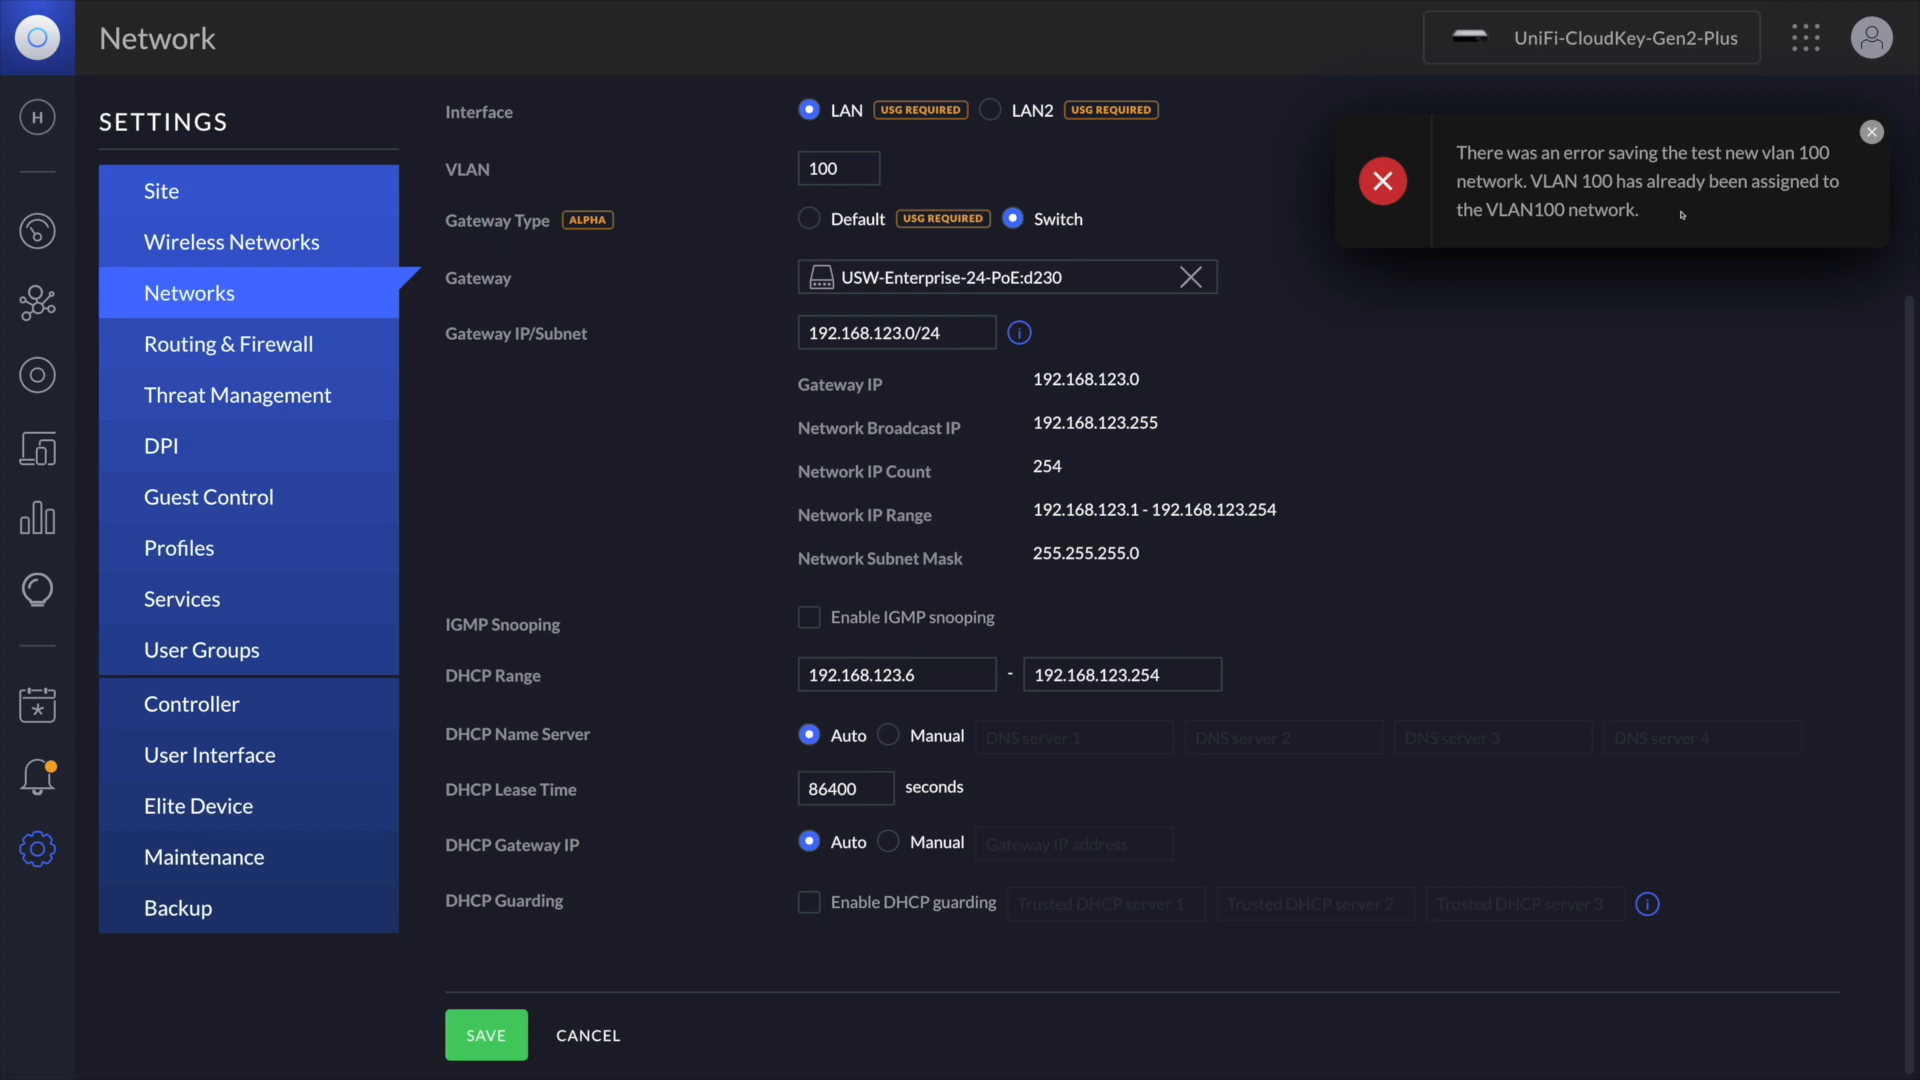 Network
UniFi-CloudKey-Gen2-Plus
H
SETTINGS
Site
Wireless Networks
Networks
Routing & Firewall
Threat Management
DPI
Guest Control
Profiles
Services
User Groups
Controller
User Interface
Elite Device
Maintenance
Backup
There was an error saving the test new vlan 100
network. VLAN 100 has already been assigned to
the VLAN100 network.
Interface LAN USG REQUIRED LAN2 USG REQUIRED
VLAN 100
Gateway Type ALPHA Default USG REQUIRED Switch
Gateway USW-Enterprise-24-PoE:d230
Gateway IP/Subnet 192.168.123.0/24
Gateway IP 192.168.123.0
Network Broadcast IP 192.168.123.255
Network IP Count 254
Network IP Range 192.168.123.1 - 192.168.123.254
Network Subnet Mask 255.255.255.0
IGMP Snooping Enable IGMP snooping
DHCP Range 192.168.123.6 - 192.168.123.254
DHCP Name Server Auto Manual DNS server 1 DNS server 2 DNS server 3 DNS server 4
DHCP Lease Time 86400 seconds
DHCP Gateway IP Auto Manual Gateway IP address
DHCP Guarding Enable DHCP guarding Trusted DHCP server 1 Trusted DHCP server 2 Trusted DHCP server 3
SAVE CANCEL